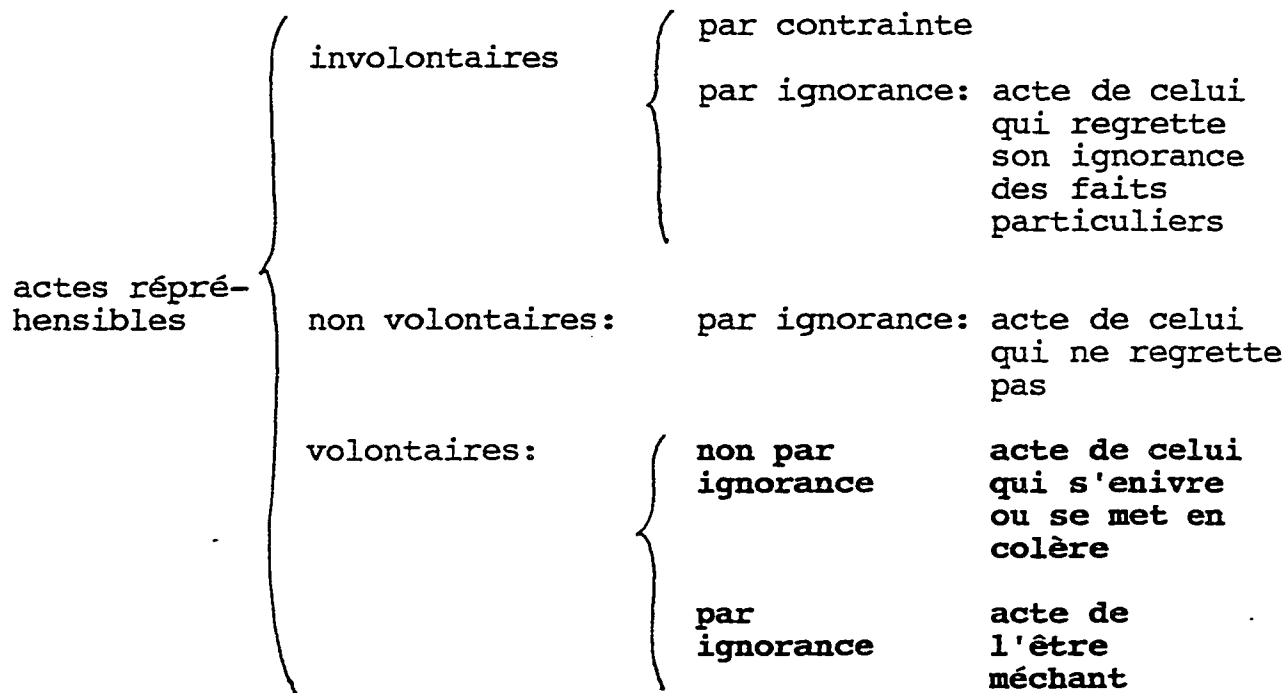 par contrainte
involontaires
par ignorance: acte de celui
qui regrette
son ignorance
des faits
particuliers
actes répré-
hensibles
non volontaires: par ignorance: acte de celui
qui ne regrette
pas
volontaires: non par acte de celui
ignorance qui s'enivre
ou se met en
colère
par acte de
ignorance l'être
méchant